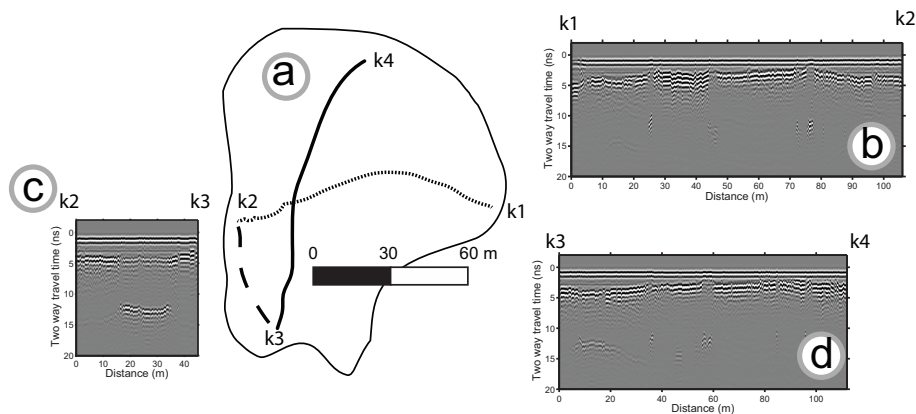 a
k4
k2
k1
k3
0 30 60 m
c
k2 k3
Two way travel time (ns)
0
5
10
15
20
0 10 20 30 40
Distance (m)
k1 k2
Two way travel time (ns)
0
5
10
15
20
b
0 10 20 30 40 50 60 70 80 90 100
Distance (m)
k3 k4
Two way travel time (ns)
0
5
10
15
20
d
0 20 40 60 80 100
Distance (m)